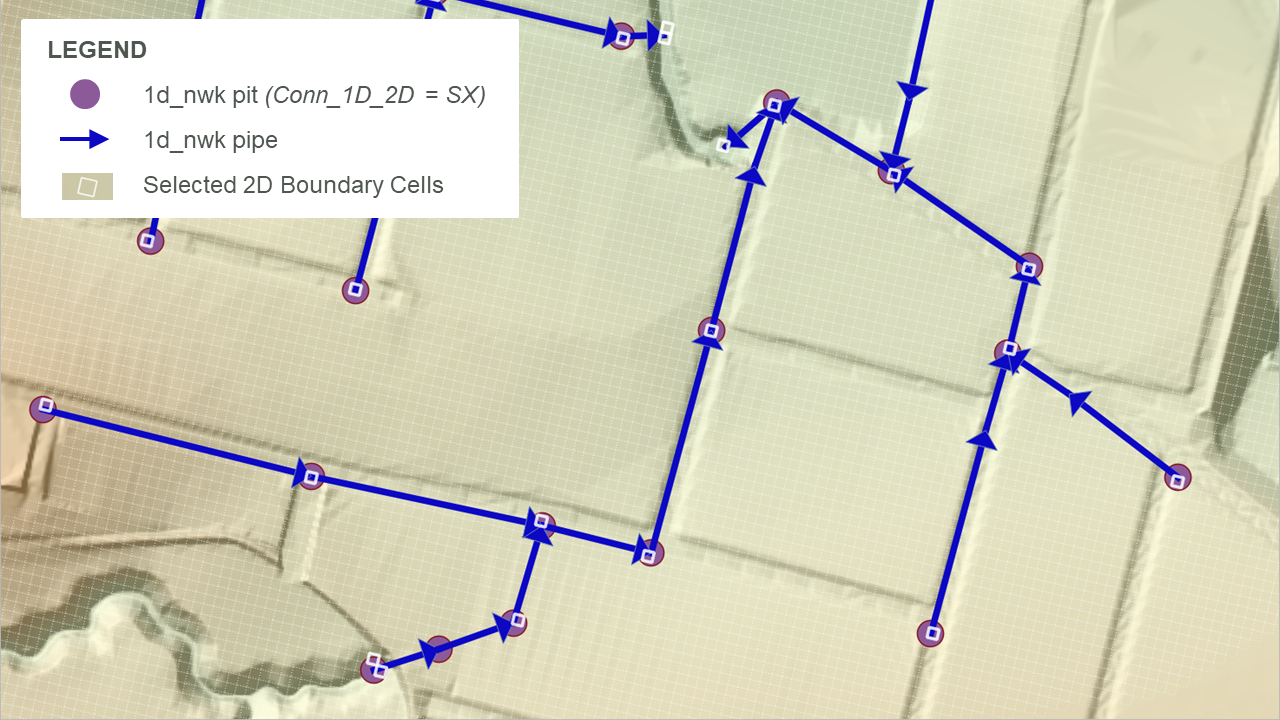 LEGEND
1d_nwk pit (Conn_1D_2D = SX)
1d_nwk pipe
Selected 2D Boundary Cells